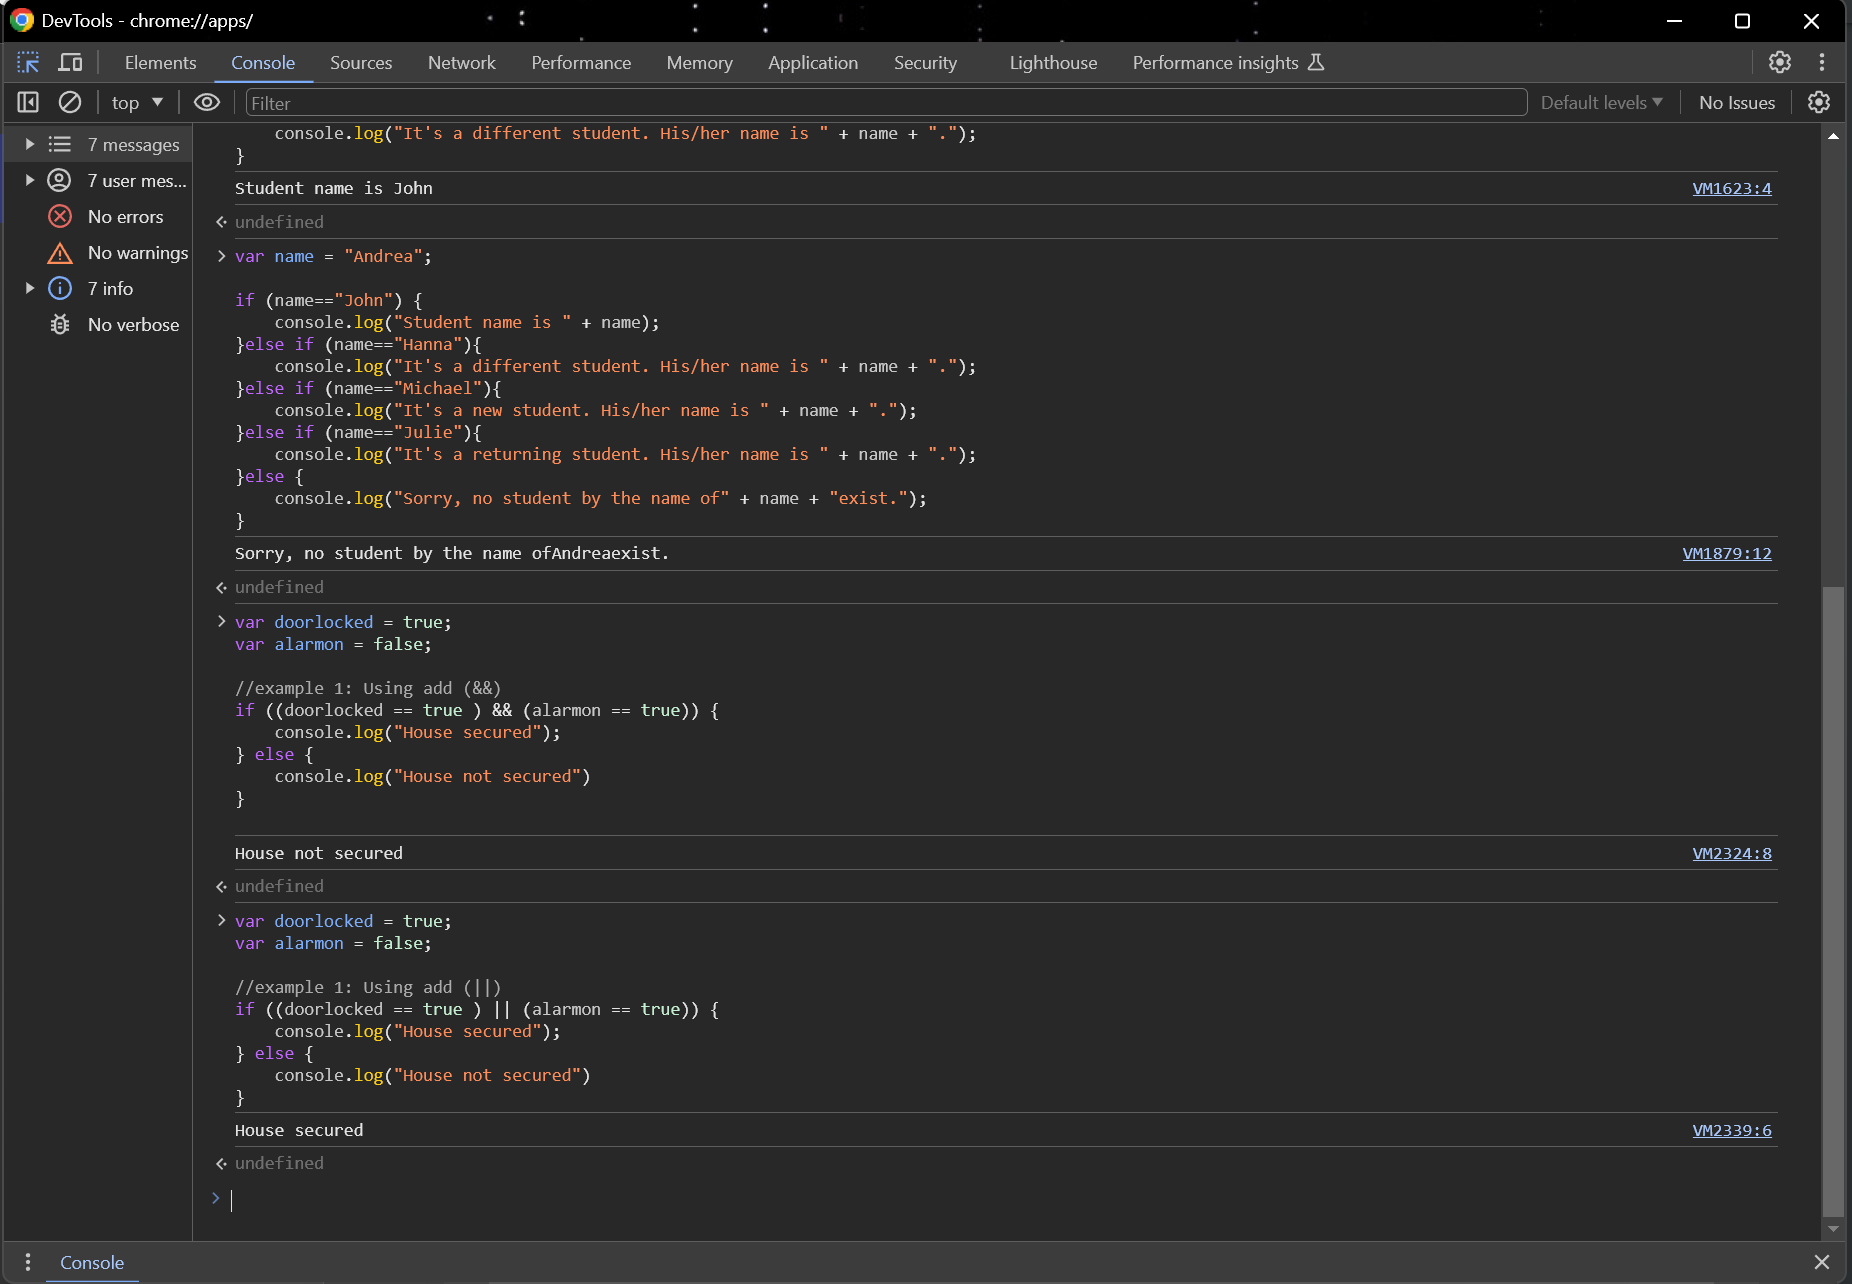 DevTools - chrome://apps/
Elements Console Sources Network Performance Memory Application Security Lighthouse Performance insights
top Filter Default levels No Issues
7 messages
7 user mes...
No errors
No warnings
7 info
No verbose
    console.log("It's a different student. His/her name is " + name + ".");
}
Student name is John VM1623:4
undefined
var name = "Andrea";
if (name=="John") {
    console.log("Student name is " + name);
}else if (name=="Hanna"){
    console.log("It's a different student. His/her name is " + name + ".");
}else if (name=="Michael"){
    console.log("It's a new student. His/her name is " + name + ".");
}else if (name=="Julie"){
    console.log("It's a returning student. His/her name is " + name + ".");
}else {
    console.log("Sorry, no student by the name of" + name + "exist.");
}
Sorry, no student by the name ofAndreaexist. VM1879:12
undefined
var doorlocked = true;
var alarmon = false;
//example 1: Using add (&&)
if ((doorlocked == true ) && (alarmon == true)) {
    console.log("House secured");
} else {
    console.log("House not secured")
}
House not secured VM2324:8
undefined
var doorlocked = true;
var alarmon = false;
//example 1: Using add (||)
if ((doorlocked == true ) || (alarmon == true)) {
    console.log("House secured");
} else {
    console.log("House not secured")
}
House secured VM2339:6
undefined
Console